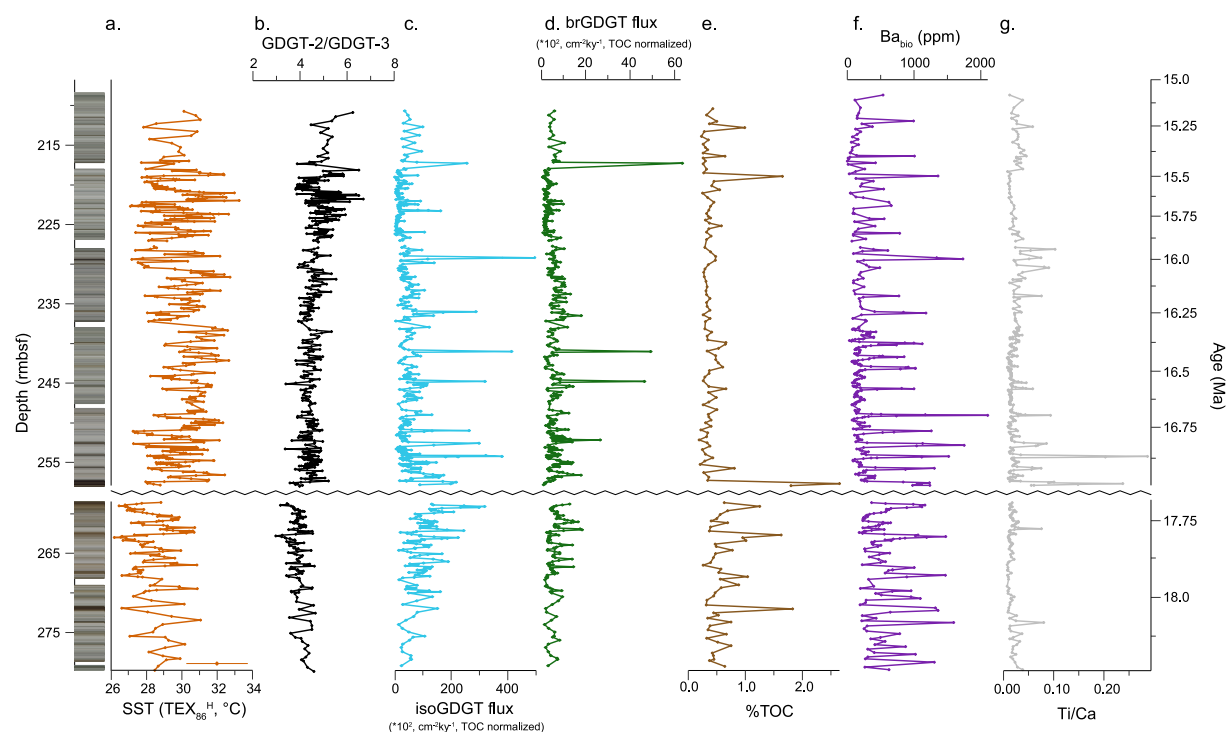 a. b. c. d. e. f. g.
GDGT-2/GDGT-3
2 4 6 8
brGDGT flux
(*10², cm⁻²ky⁻¹, TOC normalized)
0 20 40 60
Ba_bio (ppm)
0 1000 2000
Depth (rmbsf)
215
225
235
245
255
265
275
15.0
15.25
15.5
15.75
16.0
16.25
16.5
16.75
17.75
18.0
Age (Ma)
26 28 30 32 34
SST (TEX₈₆ᴴ, °C)
0 200 400
isoGDGT flux
(*10², cm⁻²ky⁻¹, TOC normalized)
0.0 1.0 2.0
%TOC
0.00 0.10 0.20
Ti/Ca